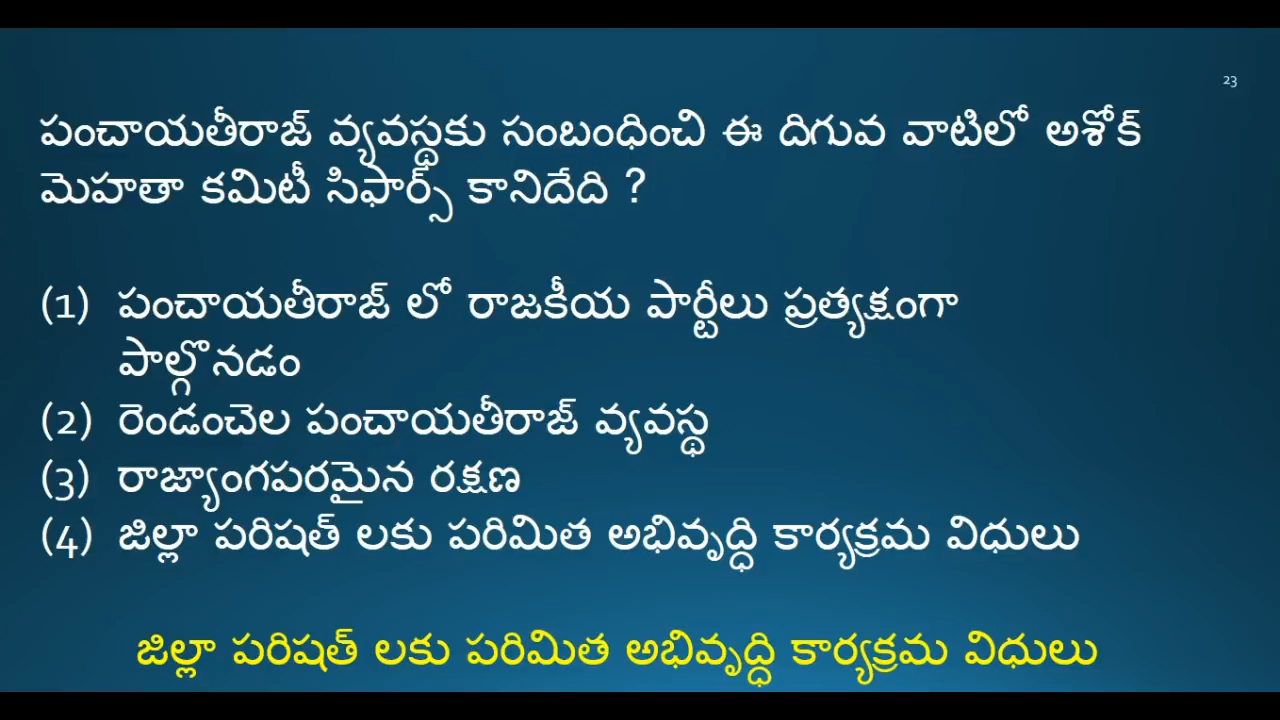 23
పంచాయతీరాజ్ వ్యవస్థకు సంబంధించి ఈ దిగువ వాటిలో అశోక్
మెహతా కమిటీ సిఫార్స్ కానిదేది ?
(1) పంచాయతీరాజ్ లో రాజకీయ పార్టీలు ప్రత్యక్షంగా
పాల్గొనడం
(2) రెండంచెల పంచాయతీరాజ్ వ్యవస్థ
(3) రాజ్యాంగపరమైన రక్షణ
(4) జిల్లా పరిషత్ లకు పరిమిత అభివృద్ధి కార్యక్రమ విధులు
జిల్లా పరిషత్ లకు పరిమిత అభివృద్ధి కార్యక్రమ విధులు